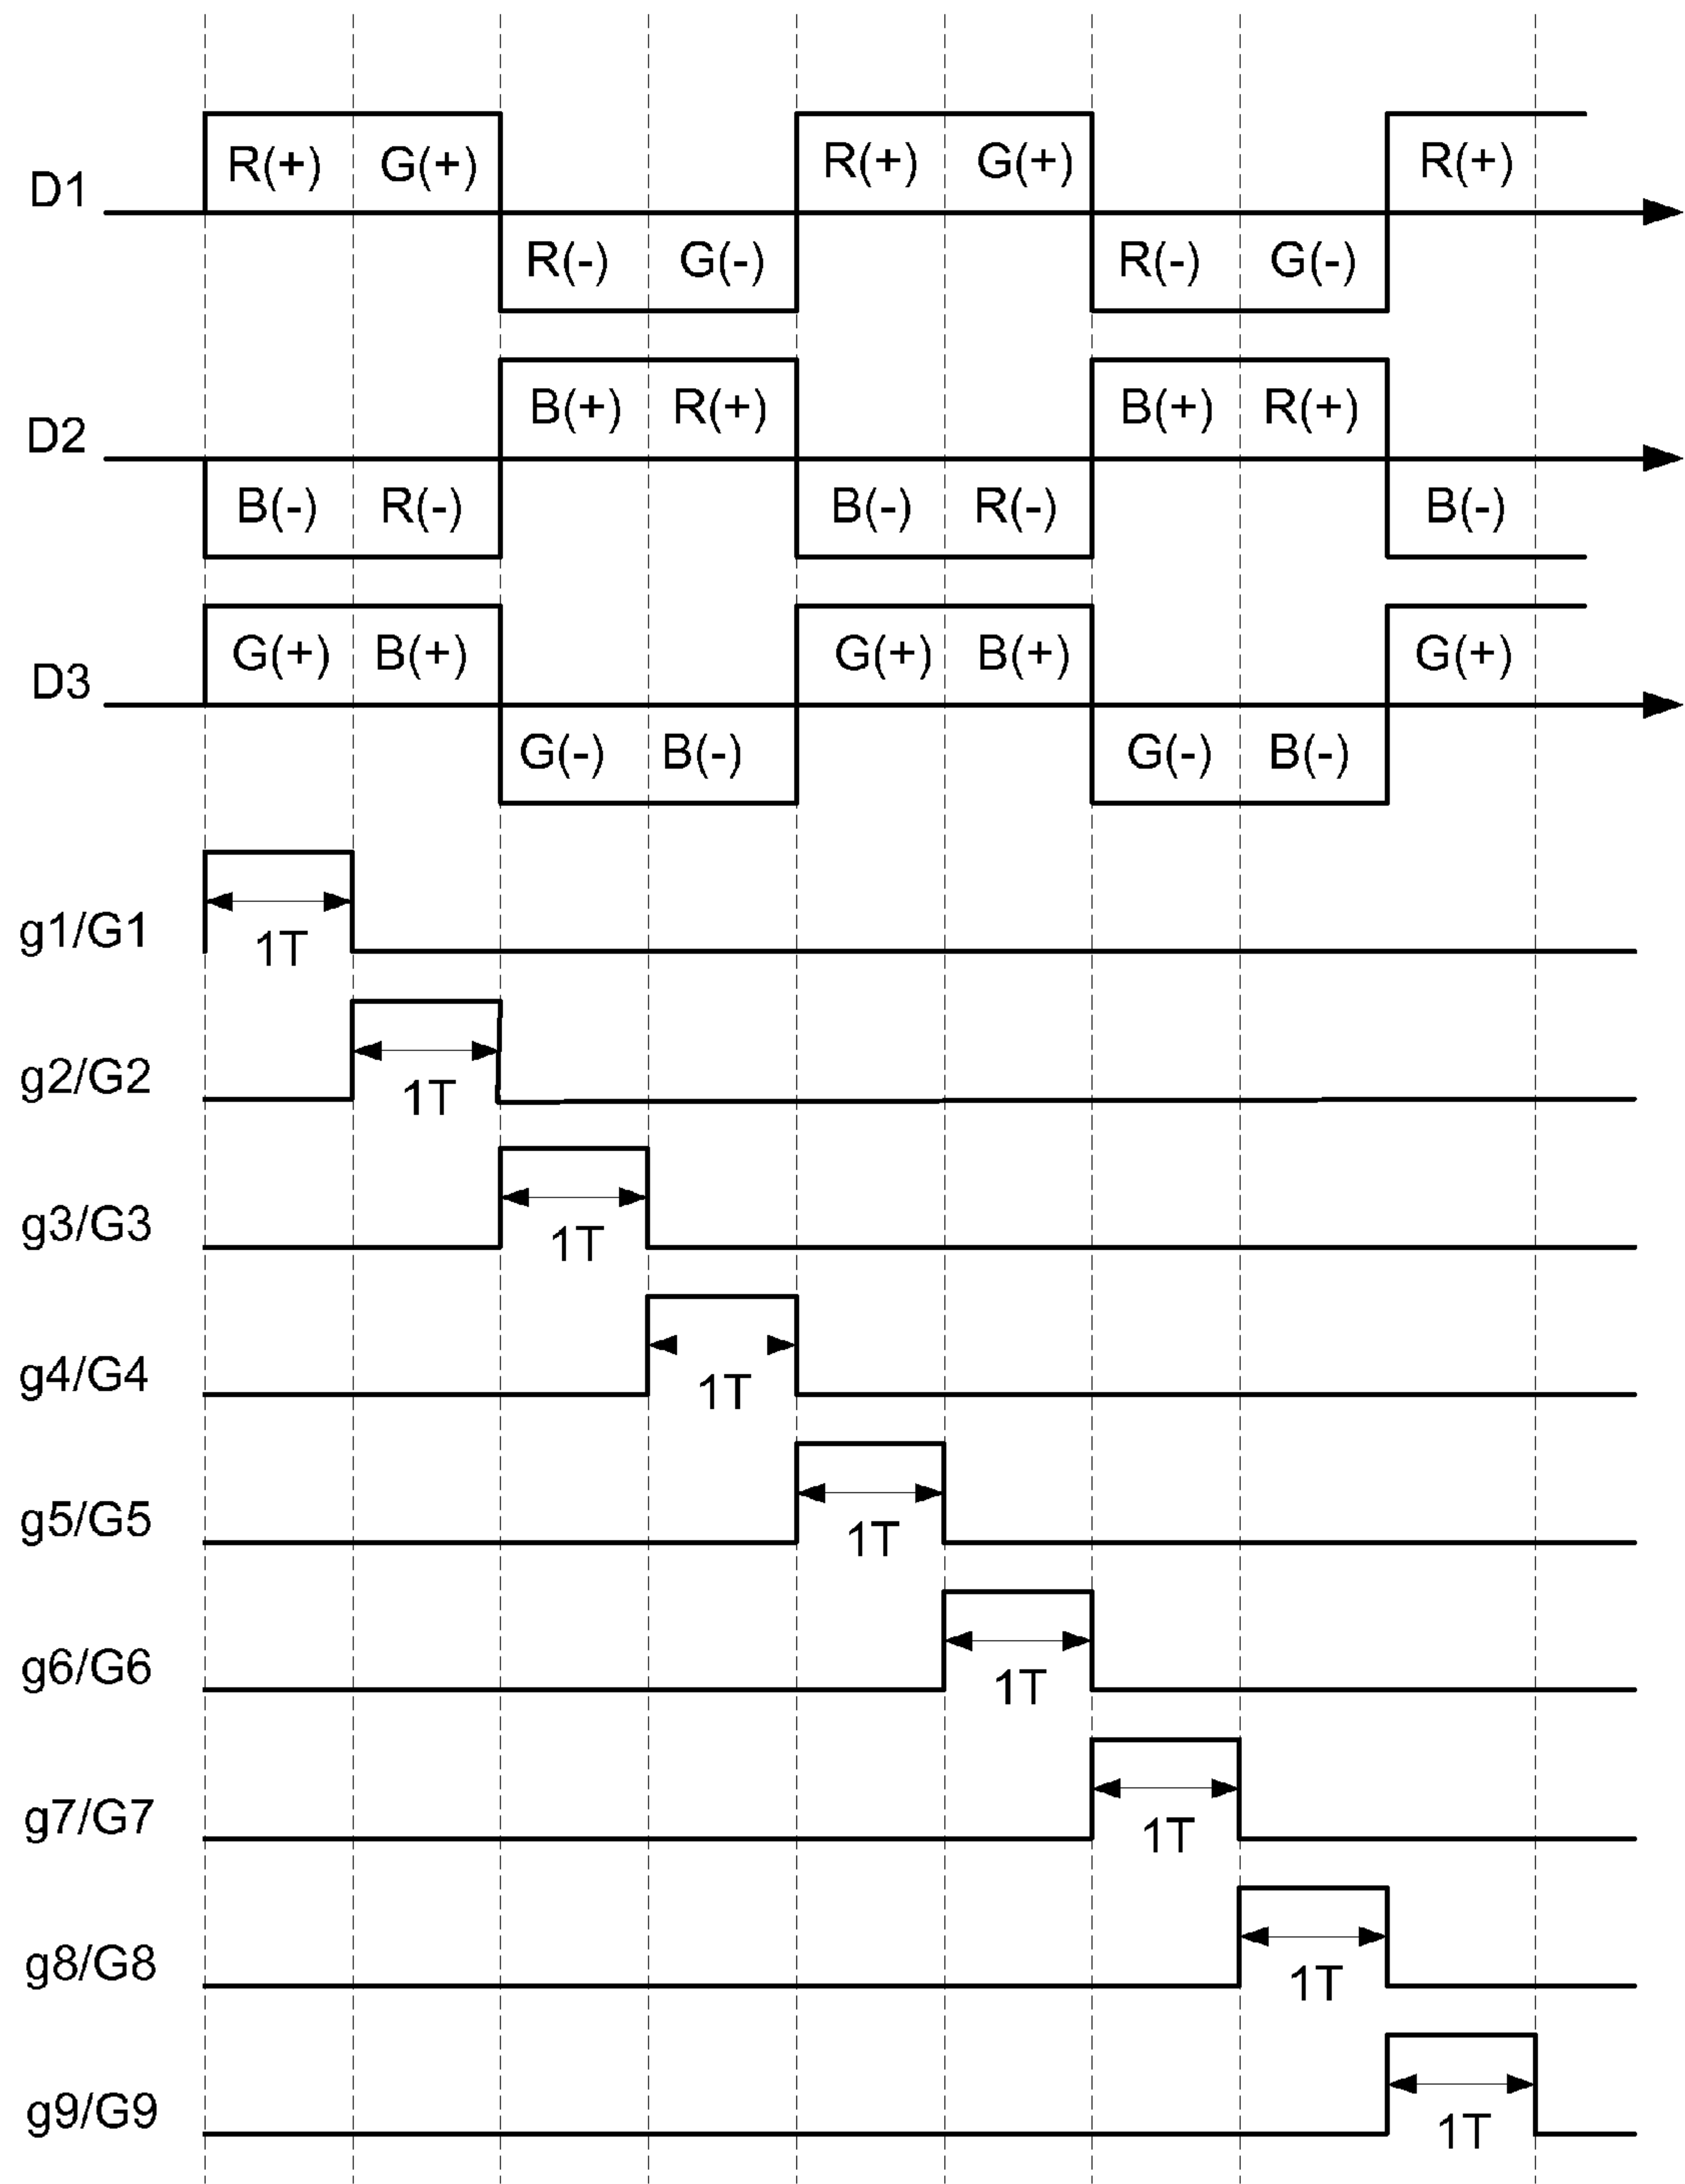 R(+) G(+) R(+) G(+) R(+)
D1
R(-) G(-) R(-) G(-)
B(+) R(+) B(+) R(+)
D2
B(-) R(-) B(-) R(-) B(-)
G(+) B(+) G(+) B(+) G(+)
D3
G(-) B(-) G(-) B(-)
g1/G1 1T
g2/G2 1T
g3/G3 1T
g4/G4 1T
g5/G5 1T
g6/G6 1T
g7/G7 1T
g8/G8 1T
g9/G9 1T